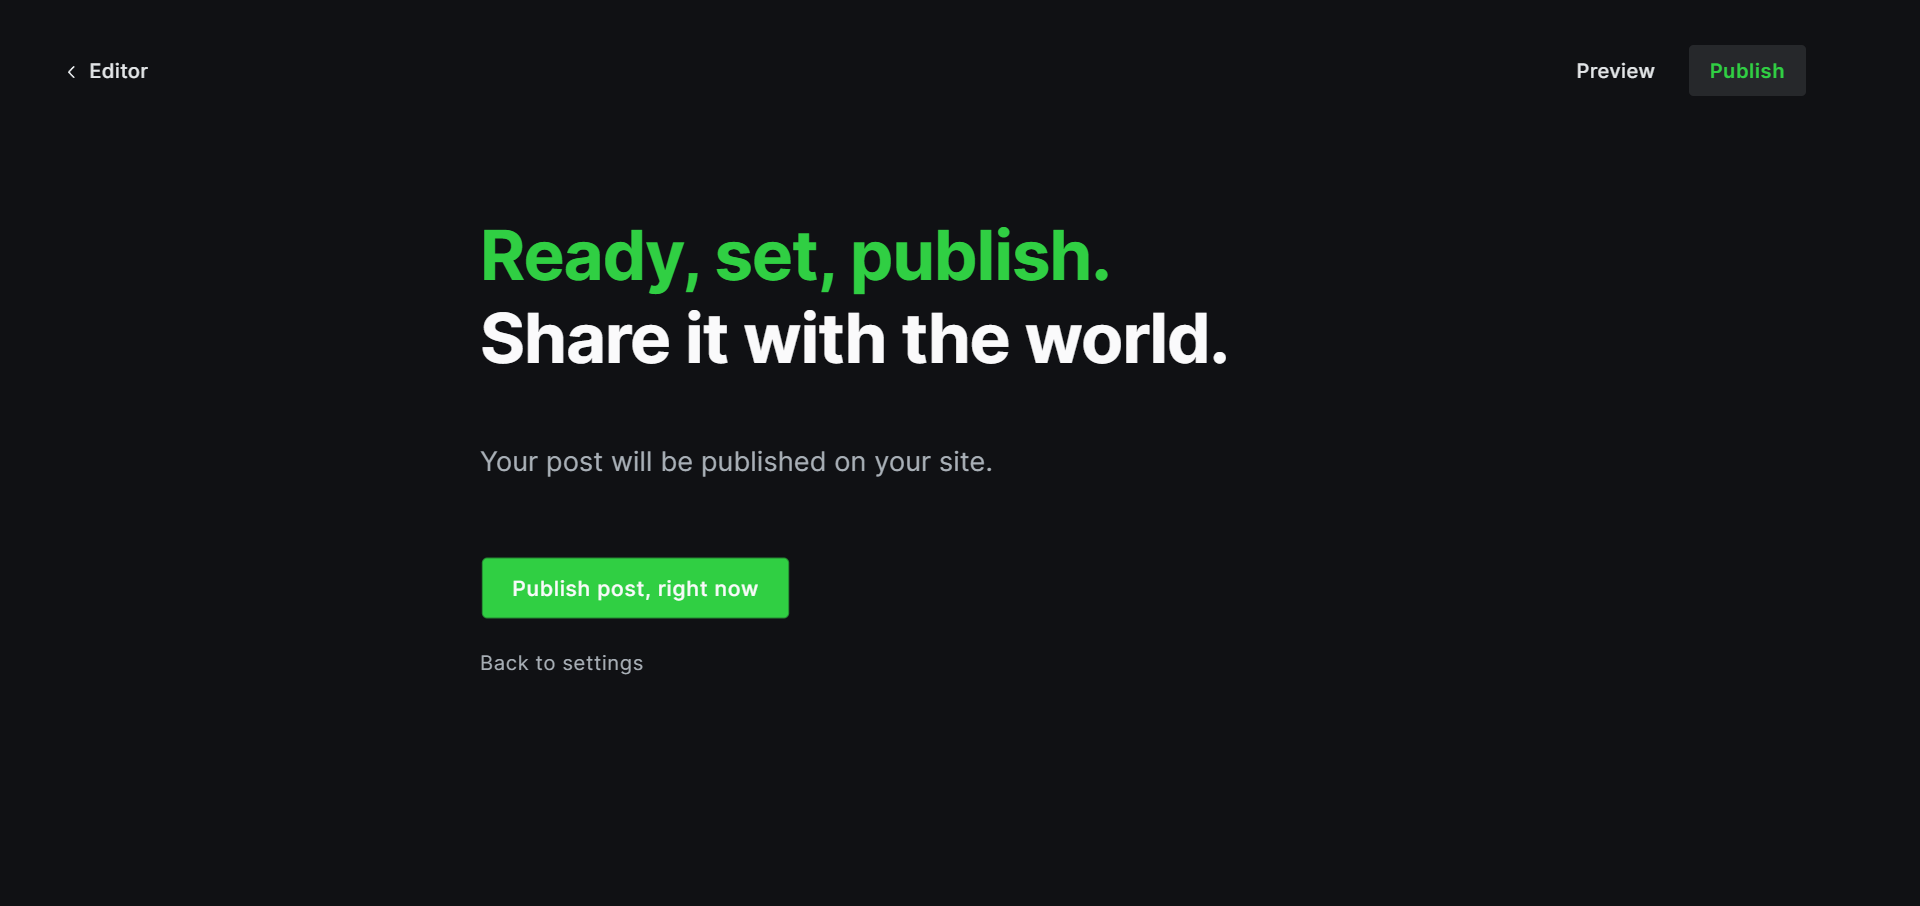 Editor
Preview
Publish
Ready, set, publish.
Share it with the world.
Your post will be published on your site.
Publish post, right now
Back to settings